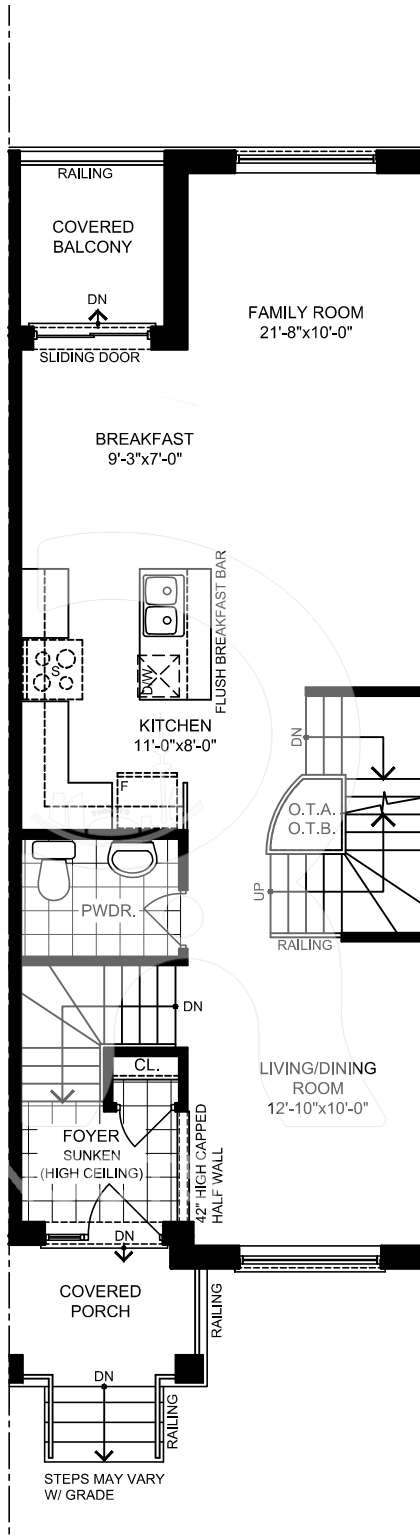 RAILING
COVERED
BALCONY
DN
SLIDING DOOR
FAMILY ROOM
21'-8"x10'-0"
BREAKFAST
9'-3"x7'-0"
FLUSH BREAKFAST BAR
S
D/W
KITCHEN
11'-0"x8'-0"
F
DN
O.T.A.
O.T.B.
UP
RAILING
PWDR.
DN
CL.
LIVING/DINING
ROOM
12'-10"x10'-0"
FOYER
SUNKEN
(HIGH CEILING)
42" HIGH CAPPED
HALF WALL
DN
COVERED
PORCH
RAILING
DN
RAILING
STEPS MAY VARY
W/ GRADE